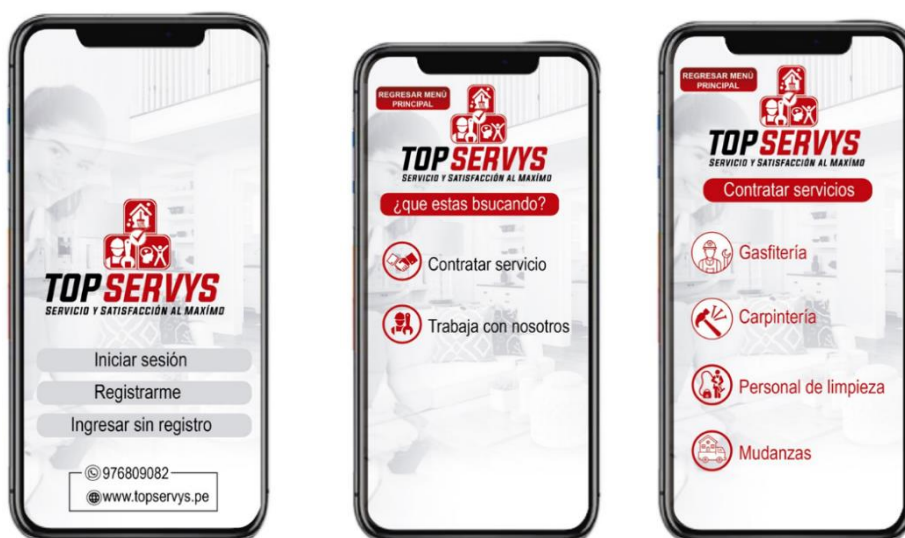 TOP SERVYS
SERVICIO Y SATISFACCIÓN AL MAXÍMO
Iniciar sesión
Registrarme
Ingresar sin registro
976809082
www.topservys.pe
REGRESAR MENÚ
PRINCIPAL
TOP SERVYS
SERVICIO Y SATISFACCIÓN AL MAXÍMO
¿que estas bsucando?
Contratar servicio
Trabaja con nosotros
REGRESAR MENÚ
PRINCIPAL
TOP SERVYS
SERVICIO Y SATISFACCIÓN AL MAXÍMO
Contratar servicios
Gasfitería
Carpintería
Personal de limpieza
Mudanzas